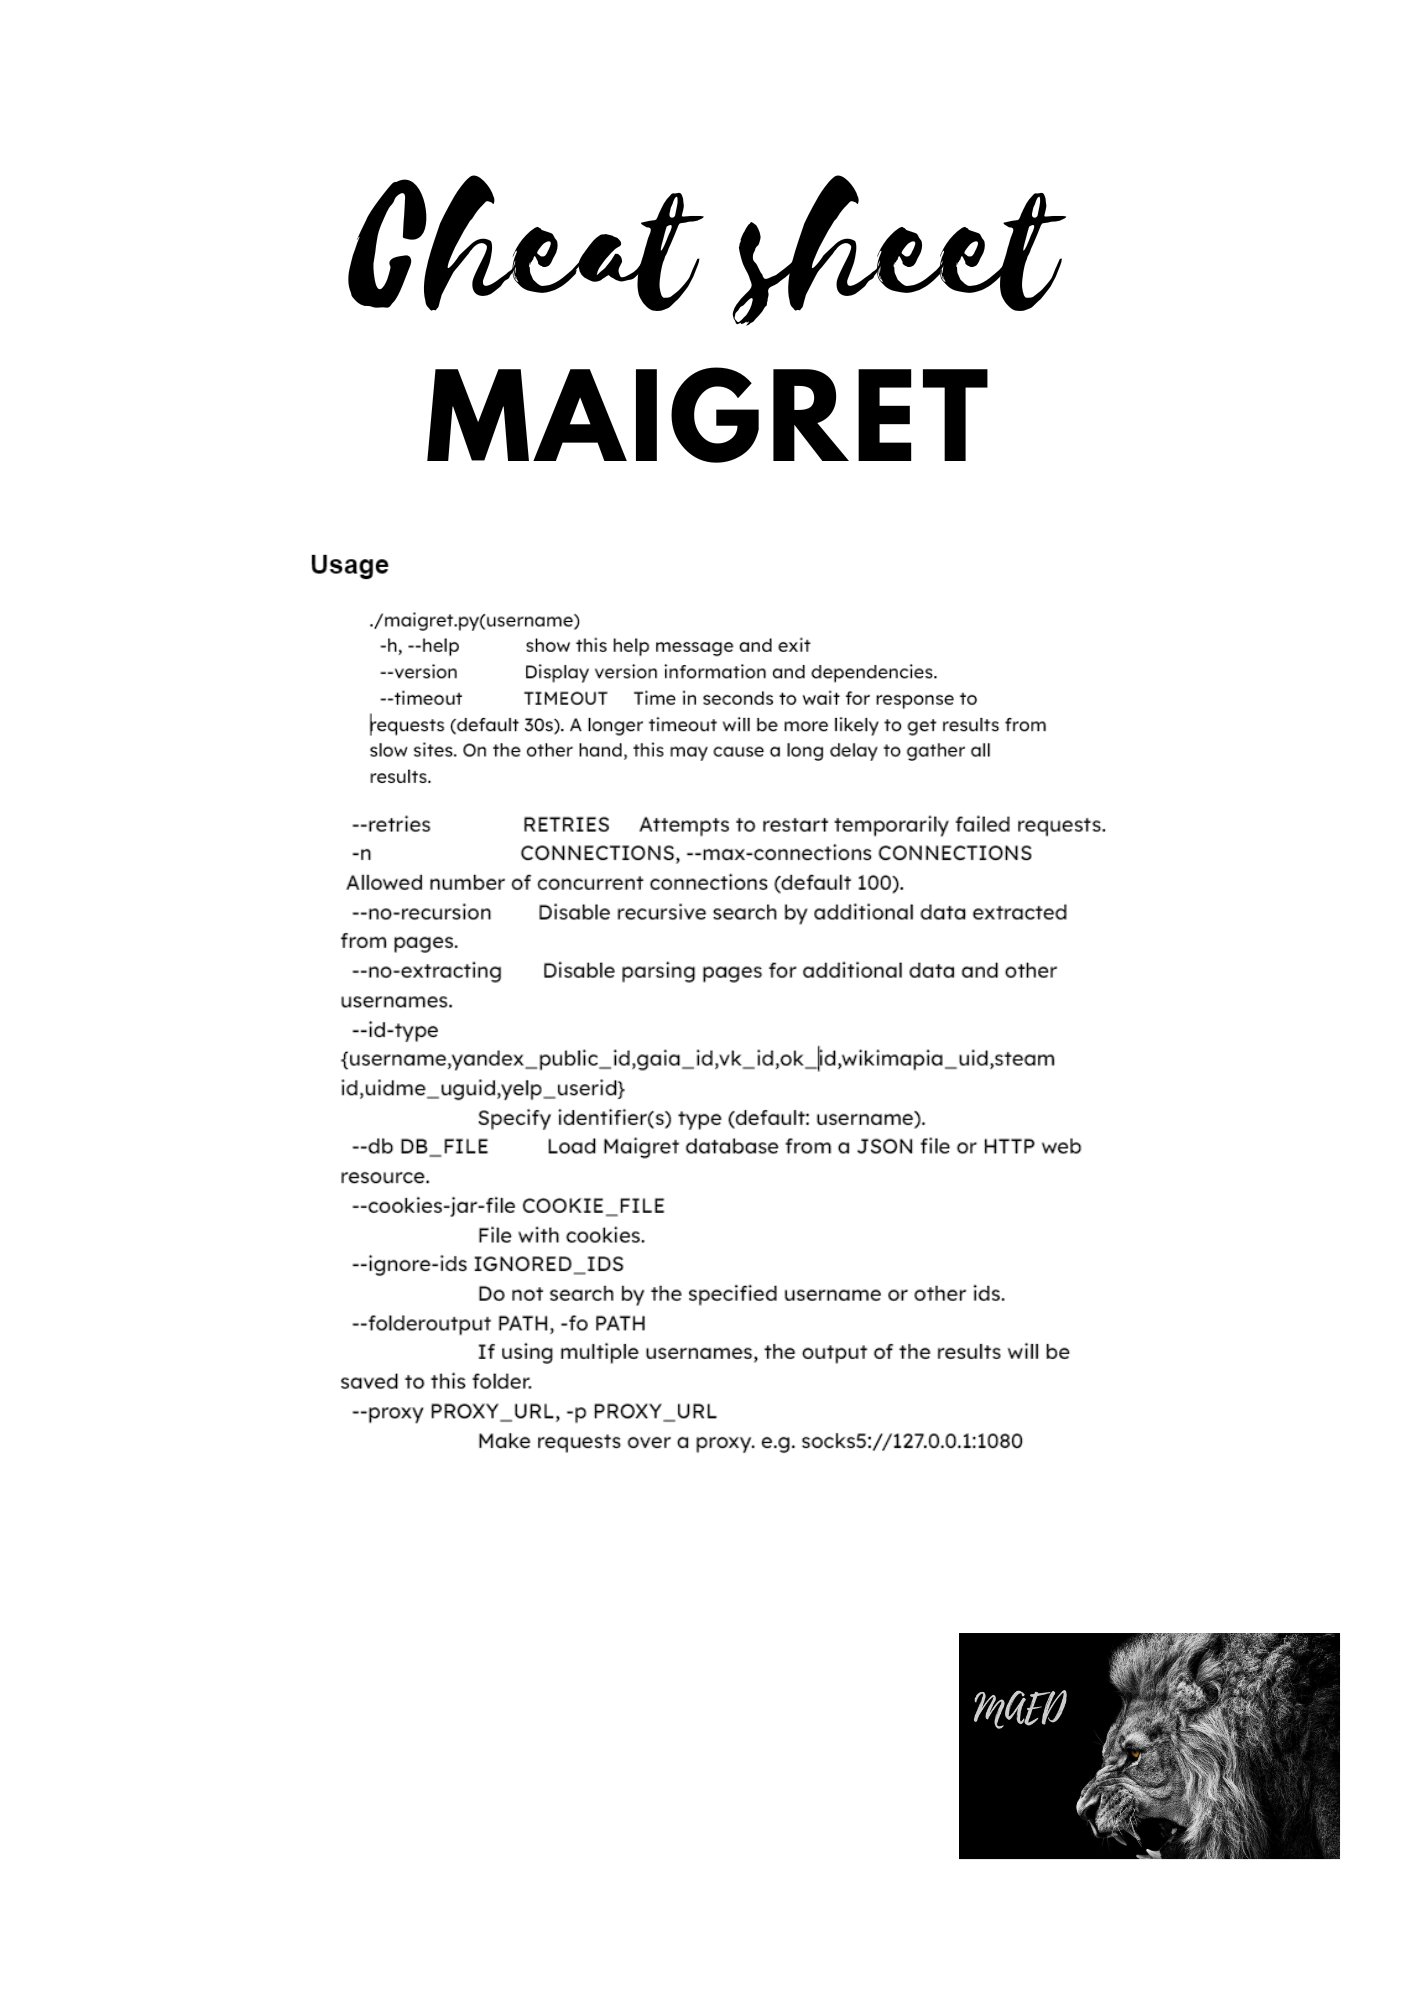 Cheat sheet
MAIGRET
Usage
./maigret.py(username)
-h, --help show this help message and exit
--version Display version information and dependencies.
--timeout TIMEOUT Time in seconds to wait for response to
requests (default 30s). A longer timeout will be more likely to get results from
slow sites. On the other hand, this may cause a long delay to gather all
results.
--retries RETRIES Attempts to restart temporarily failed requests.
-n CONNECTIONS, --max-connections CONNECTIONS
Allowed number of concurrent connections (default 100).
--no-recursion Disable recursive search by additional data extracted
from pages.
--no-extracting Disable parsing pages for additional data and other
usernames.
--id-type
{username,yandex_public_id,gaia_id,vk_id,ok_id,wikimapia_uid,steam
id,uidme_uguid,yelp_userid}
Specify identifier(s) type (default: username).
--db DB_FILE Load Maigret database from a JSON file or HTTP web
resource.
--cookies-jar-file COOKIE_FILE
File with cookies.
--ignore-ids IGNORED_IDS
Do not search by the specified username or other ids.
--folderoutput PATH, -fo PATH
If using multiple usernames, the output of the results will be
saved to this folder.
--proxy PROXY_URL, -p PROXY_URL
Make requests over a proxy. e.g. socks5://127.0.0.1:1080
MAED